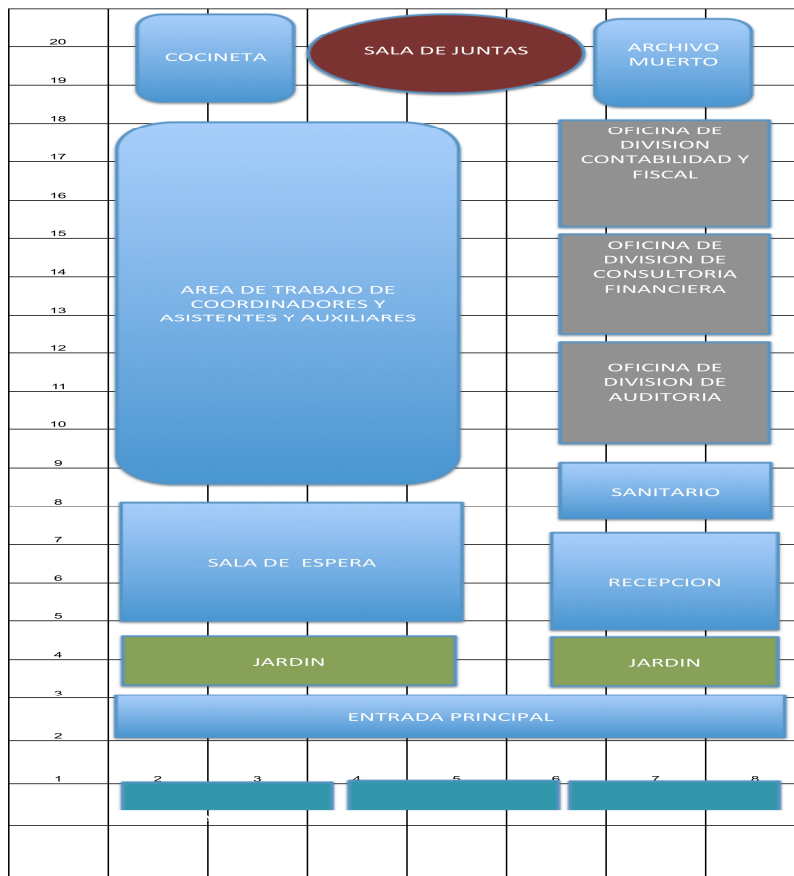 20
COCINETA
SALA DE JUNTAS
ARCHIVO
MUERTO
19
18
OFICINA DE
DIVISION
CONTABILIDAD Y
FISCAL
17
16
15
OFICINA DE
DIVISION DE
CONSULTORIA
FINANCIERA
14
AREA DE TRABAJO DE
COORDINADORES Y
ASISTENTES Y AUXILIARES
13
12
OFICINA DE
DIVISION DE
AUDITORIA
11
10
9
SANITARIO
8
7
SALA DE ESPERA
6
RECEPCION
5
4
JARDIN
JARDIN
3
ENTRADA PRINCIPAL
2
1 2 3 4 5 6 7 8